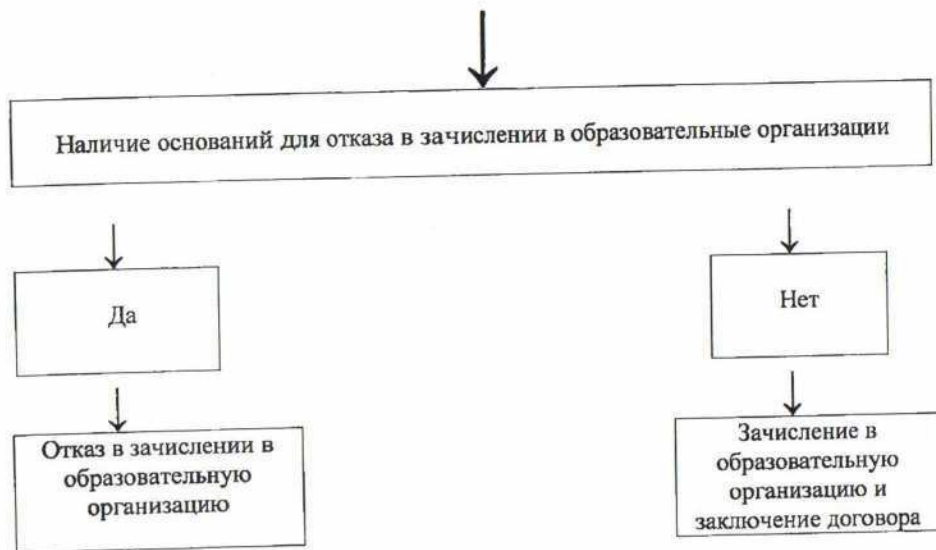 Наличие оснований для отказа в зачислении в образовательные организации
Да
Нет
Отказ в зачислении в
образовательную
организацию
Зачисление в
образовательную
организацию и
заключение договора